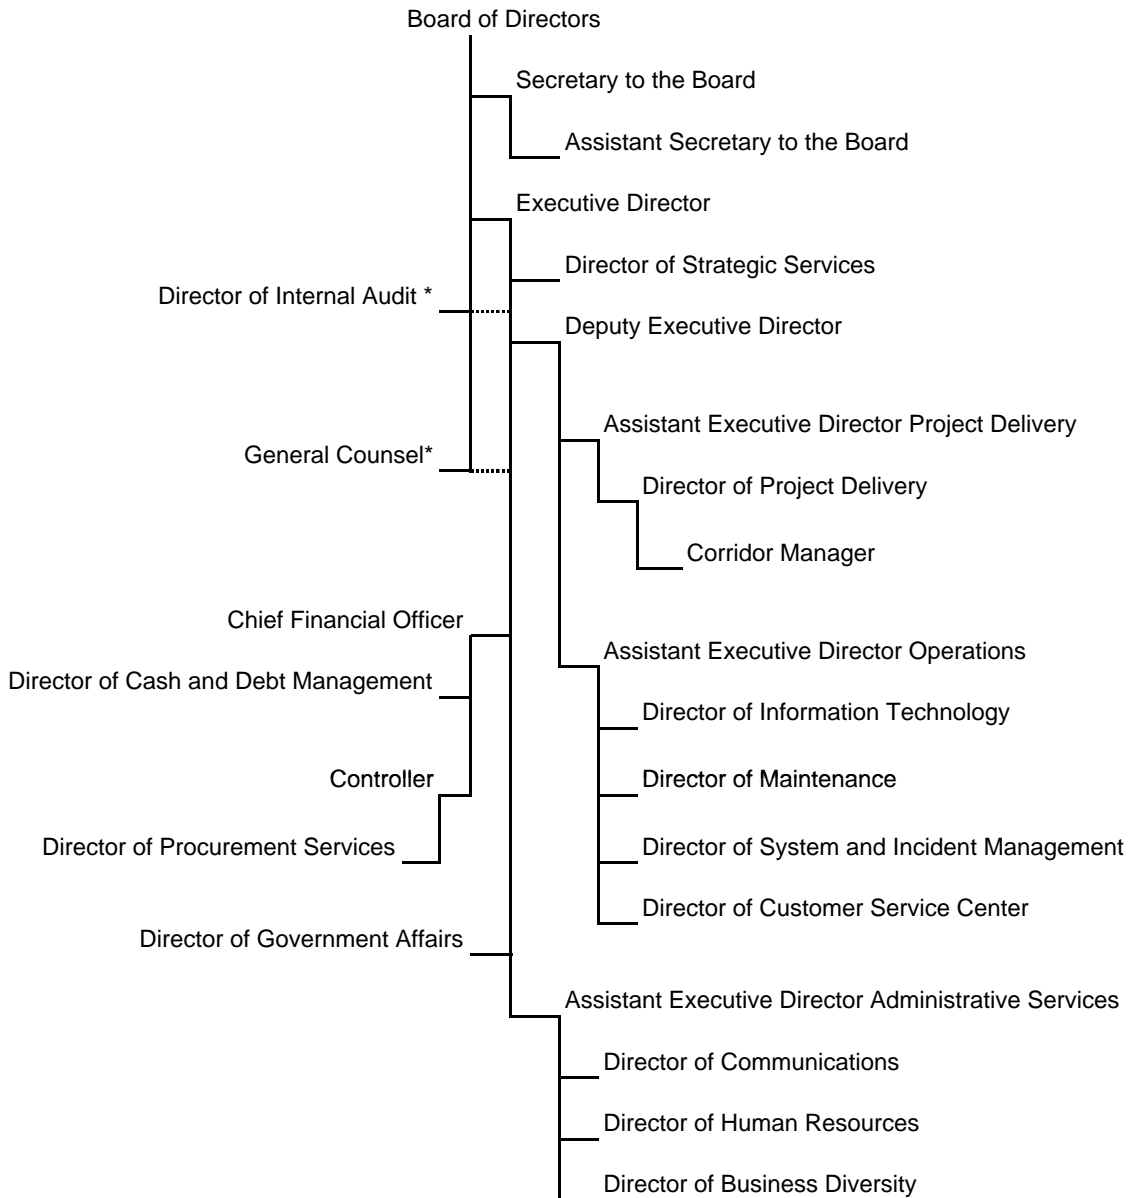 Board of Directors
Secretary to the Board
Assistant Secretary to the Board
Executive Director
Director of Strategic Services
Director of Internal Audit *
Deputy Executive Director
Assistant Executive Director Project Delivery
General Counsel*
Director of Project Delivery
Corridor Manager
Chief Financial Officer
Assistant Executive Director Operations
Director of Cash and Debt Management
Director of Information Technology
Controller
Director of Maintenance
Director of Procurement Services
Director of System and Incident Management
Director of Customer Service Center
Director of Government Affairs
Assistant Executive Director Administrative Services
Director of Communications
Director of Human Resources
Director of Business Diversity